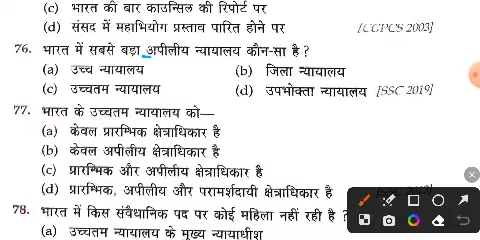 (c) भारत की बार काउन्सिल की रिपोर्ट पर
(d) संसद में महाभियोग प्रस्ताव पारित होने पर [CGPCS 2003]
76. भारत में सबसे बड़ा अपीलीय न्यायालय कौन-सा है ?
(a) उच्च न्यायालय (b) जिला न्यायालय
(c) उच्चतम न्यायालय (d) उपभोक्ता न्यायालय [SSC 2019]
77. भारत के उच्चतम न्यायालय को—
(a) केवल प्रारम्भिक क्षेत्राधिकार है
(b) केवल अपीलीय क्षेत्राधिकार है
(c) प्रारम्भिक और अपीलीय क्षेत्राधिकार है
(d) प्रारम्भिक, अपीलीय और परामर्शदायी क्षेत्राधिकार है
78. भारत में किस संवैधानिक पद पर कोई महिला नहीं रही है ?
(a) उच्चतम न्यायालय के मुख्य न्यायाधीश